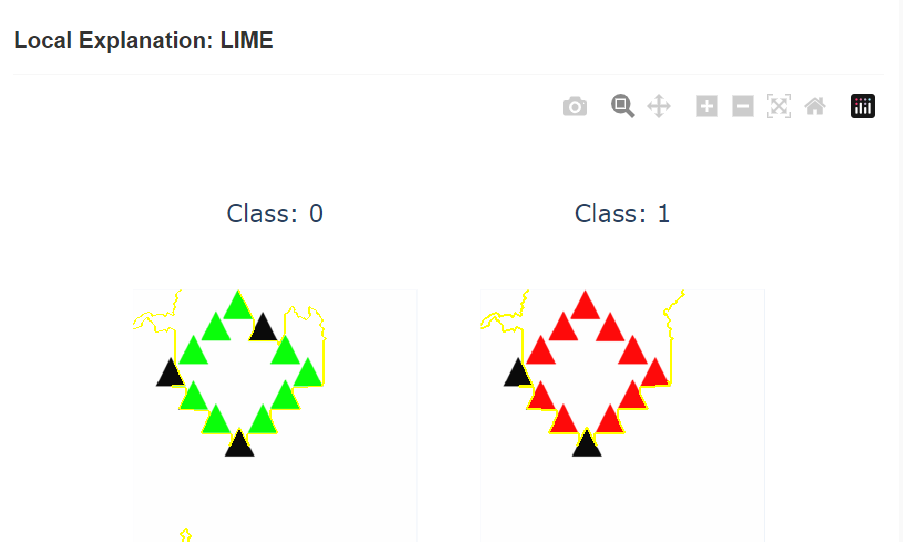 Local Explanation: LIME
Class: 0
Class: 1